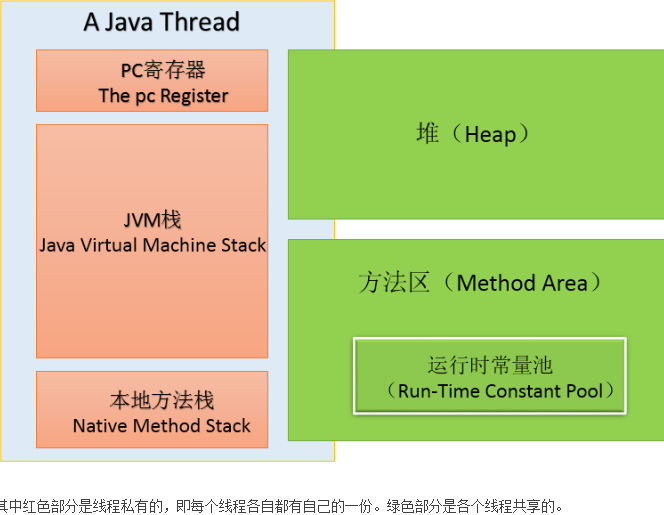 A Java Thread
PC寄存器
The pc Register
JVM栈
Java Virtual Machine Stack
本地方法栈
Native Method Stack
堆（Heap）
方法区（Method Area）
运行时常量池
（Run-Time Constant Pool）
其中红色部分是线程私有的，即每个线程各自都有自己的一份。绿色部分是各个线程共享的。